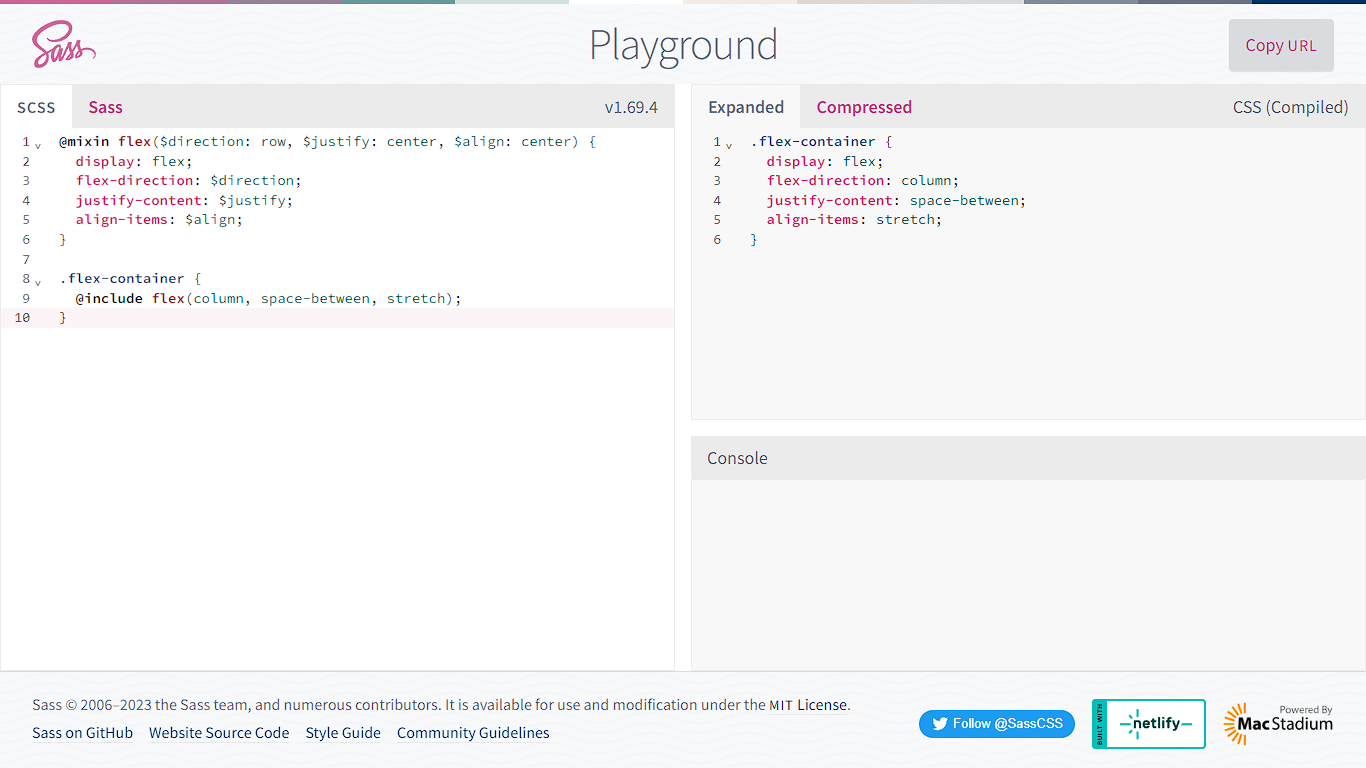 Sass
Playground
Copy URL
SCSS
Sass
v1.69.4
1 @mixin flex($direction: row, $justify: center, $align: center) {
2   display: flex;
3   flex-direction: $direction;
4   justify-content: $justify;
5   align-items: $align;
6 }
7
8 .flex-container {
9   @include flex(column, space-between, stretch);
10 }
Expanded
Compressed
CSS (Compiled)
1 .flex-container {
2   display: flex;
3   flex-direction: column;
4   justify-content: space-between;
5   align-items: stretch;
6 }
Console
Sass © 2006–2023 the Sass team, and numerous contributors. It is available for use and modification under the MIT License.
Sass on GitHub
Website Source Code
Style Guide
Community Guidelines
Follow @SassCSS
BUILT WITH
netlify
Powered By
MacStadium